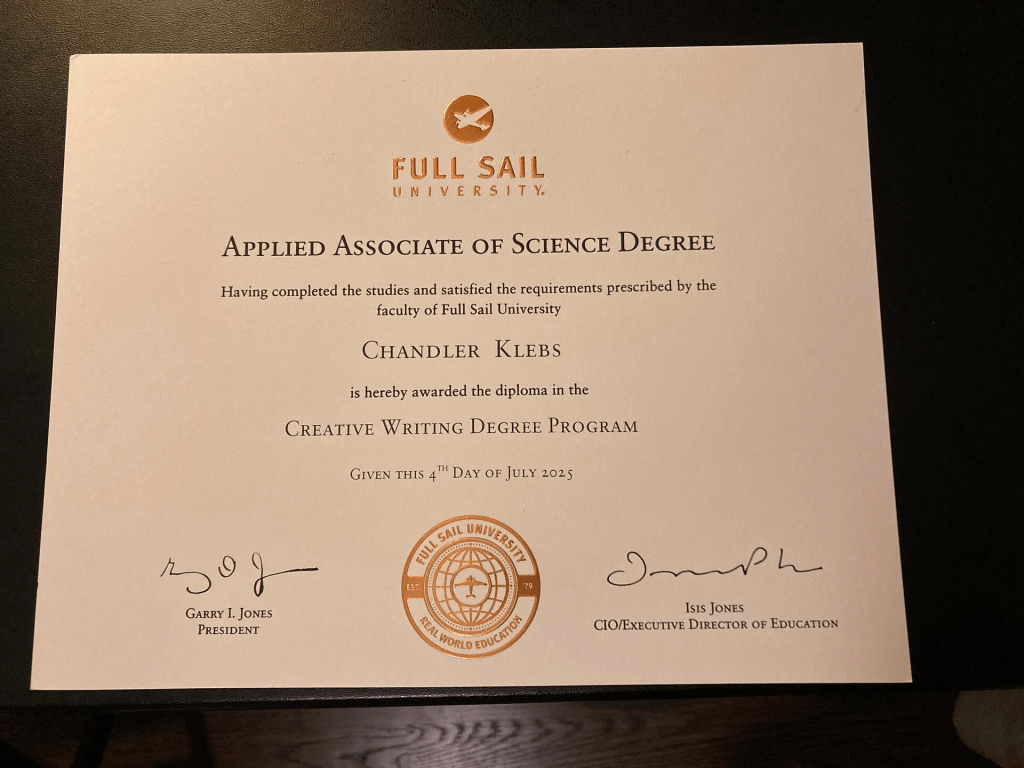 FULL SAIL
UNIVERSITY.
APPLIED ASSOCIATE OF SCIENCE DEGREE
Having completed the studies and satisfied the requirements prescribed by the
faculty of Full Sail University
CHANDLER KLEBS
is hereby awarded the diploma in the
CREATIVE WRITING DEGREE PROGRAM
GIVEN THIS 4TH DAY OF JULY 2025
FULL SAIL UNIVERSITY
EST. '79
REAL WORLD EDUCATION
GARRY I. JONES
PRESIDENT
ISIS JONES
CIO/EXECUTIVE DIRECTOR OF EDUCATION